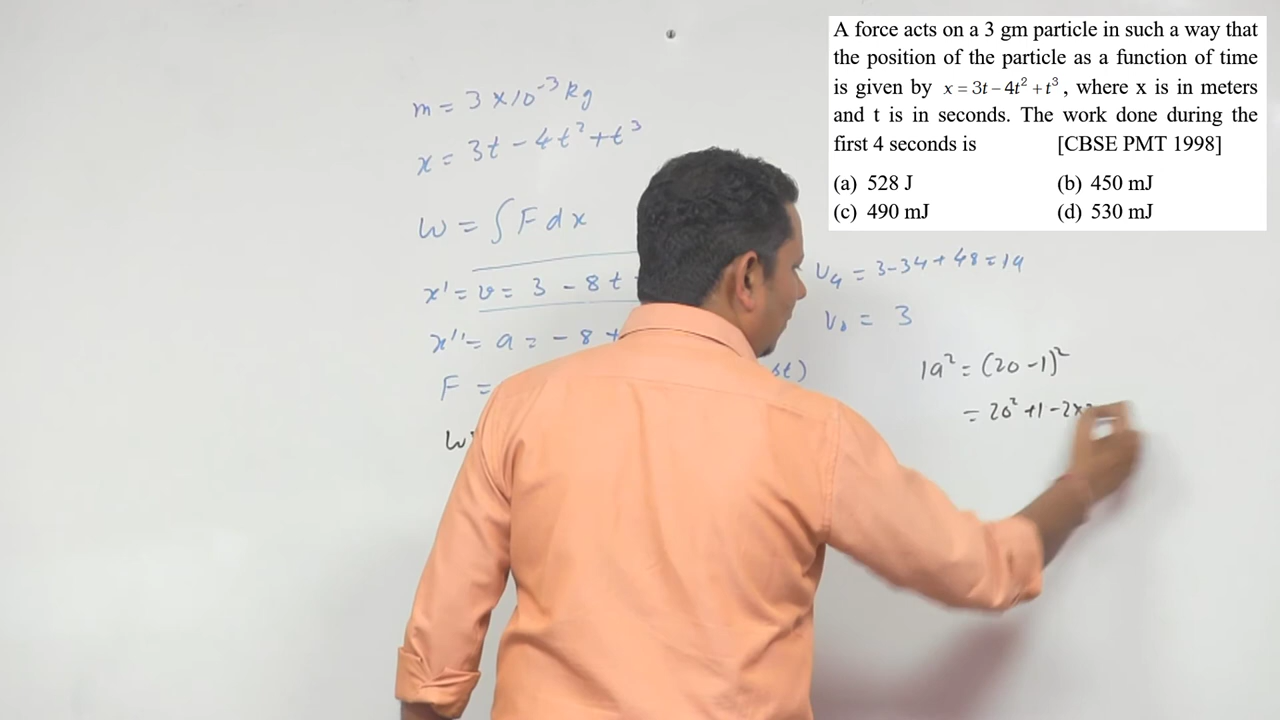 A force acts on a 3 gm particle in such a way that
the position of the particle as a function of time
is given by x = 3t − 4t² + t³, where x is in meters
and t is in seconds. The work done during the
first 4 seconds is [CBSE PMT 1998]
(a) 528 J (b) 450 mJ
(c) 490 mJ (d) 530 mJ
m = 3 × 10⁻³ kg
x = 3t − 4t² + t³
W = ∫ F dx
x' = v = 3 − 8t
x'' = a = − 8 +
F =
W
v₄ = 3 - 34 + 48 = 19
v₀ = 3
19² = (20 − 1)²
= 20² + 1 − 2×